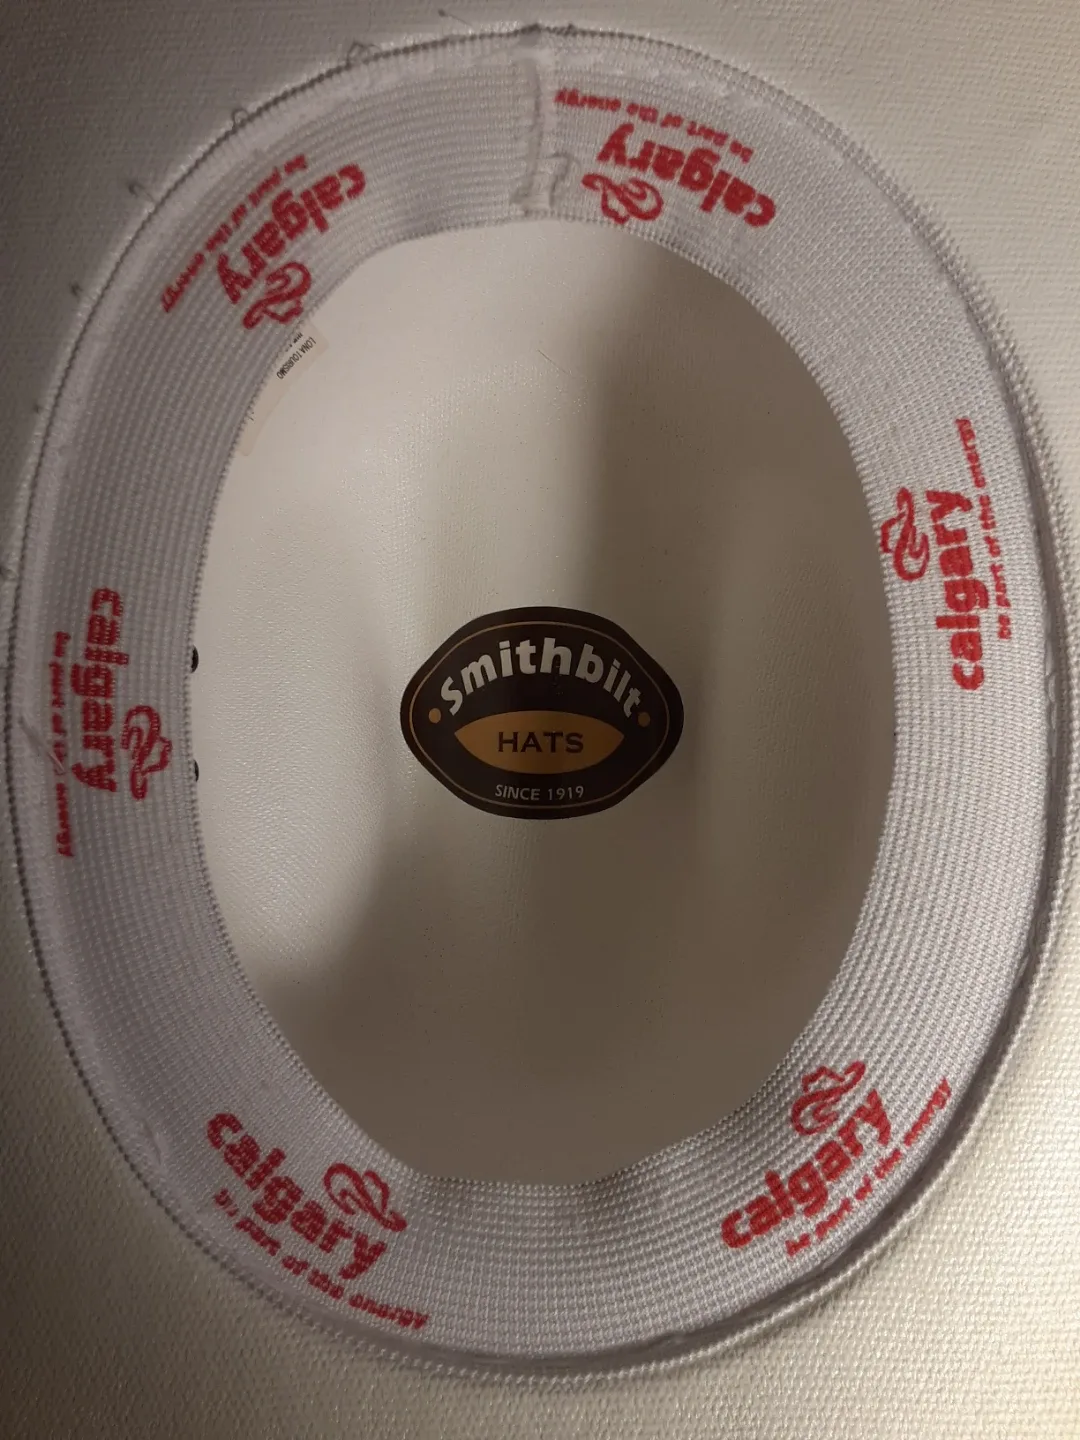 Smithbilt
HATS
SINCE 1919
calgary
be part of the energy
calgary
be part of the energy
calgary
be part of the energy
calgary
be part of the energy
calgary
be part of the energy
calgary
be part of the energy
LONA TOURISMO